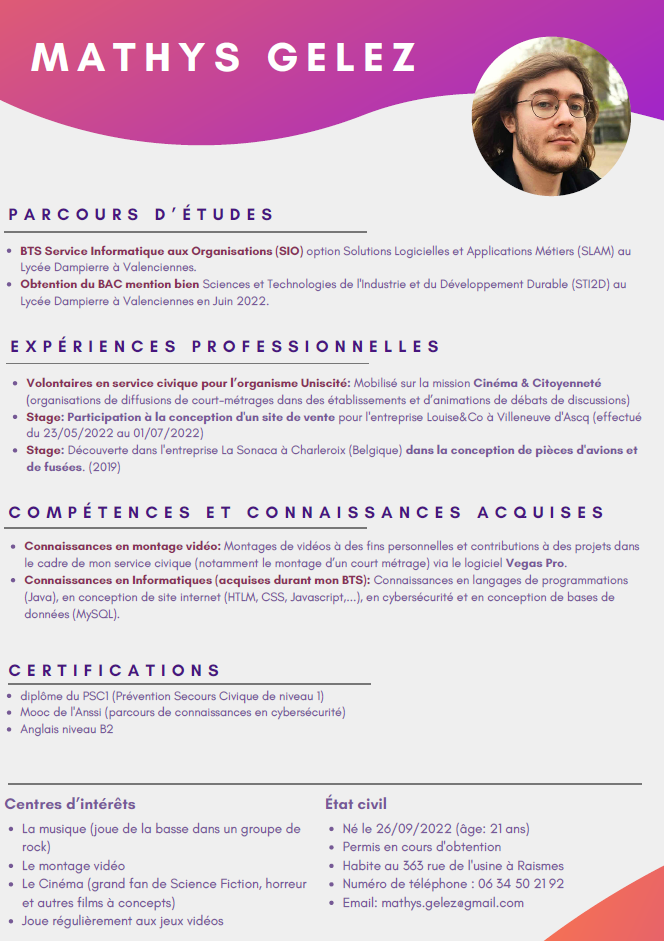 MATHYS GELEZ
PARCOURS D'ÉTUDES
• BTS Service Informatique aux Organisations (SIO) option Solutions Logicielles et Applications Métiers (SLAM) au
Lycée Dampierre à Valenciennes.
• Obtention du BAC mention bien Sciences et Technologies de l'Industrie et du Développement Durable (STI2D) au
Lycée Dampierre à Valenciennes en Juin 2022.
EXPÉRIENCES PROFESSIONNELLES
• Volontaires en service civique pour l'organisme Uniscité: Mobilisé sur la mission Cinéma & Citoyenneté
(organisations de diffusions de court-métrages dans des établissements et d'animations de débats de discussions)
• Stage: Participation à la conception d'un site de vente pour l'entreprise Louise&Co à Villeneuve d'Ascq (effectué
du 23/05/2022 au 01/07/2022)
• Stage: Découverte dans l'entreprise La Sonaca à Charleroix (Belgique) dans la conception de pièces d'avions et
de fusées. (2019)
COMPÉTENCES ET CONNAISSANCES ACQUISES
• Connaissances en montage vidéo: Montages de vidéos à des fins personnelles et contributions à des projets dans
le cadre de mon service civique (notamment le montage d'un court métrage) via le logiciel Vegas Pro.
• Connaissances en Informatiques (acquises durant mon BTS): Connaissances en langages de programmations
(Java), en conception de site internet (HTLM, CSS, Javascript,...), en cybersécurité et en conception de bases de
données (MySQL).
CERTIFICATIONS
• diplôme du PSC1 (Prévention Secours Civique de niveau 1)
• Mooc de l'Anssi (parcours de connaissances en cybersécurité)
• Anglais niveau B2
Centres d'intérêts
• La musique (joue de la basse dans un groupe de
rock)
• Le montage vidéo
• Le Cinéma (grand fan de Science Fiction, horreur
et autres films à concepts)
• Joue régulièrement aux jeux vidéos
État civil
• Né le 26/09/2022 (âge: 21 ans)
• Permis en cours d'obtention
• Habite au 363 rue de l'usine à Raismes
• Numéro de téléphone : 06 34 50 21 92
• Email: mathys.gelez@gmail.com